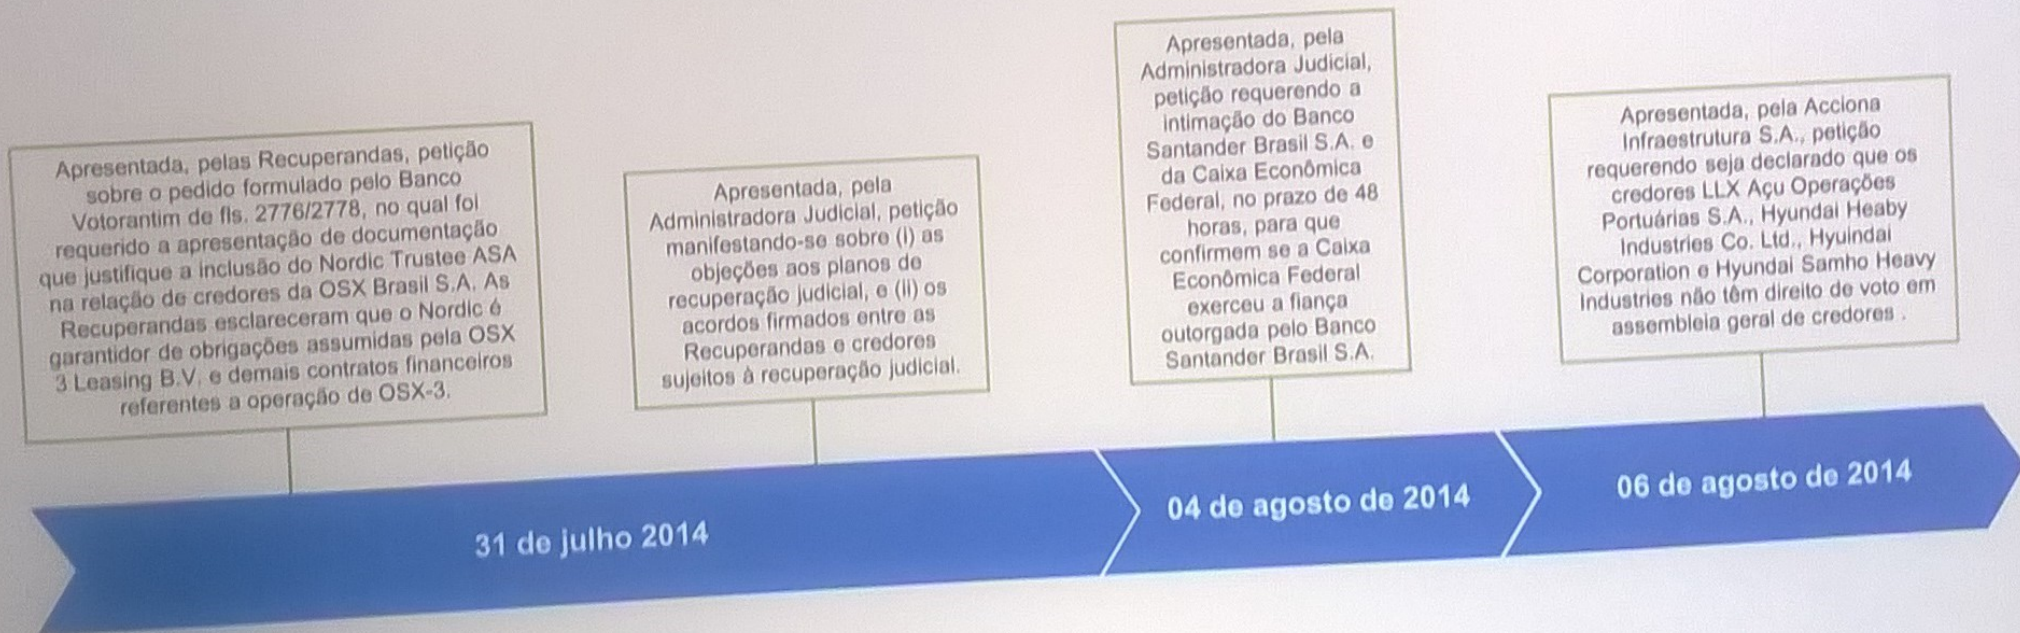 Apresentada, pelas Recuperandas, petição
sobre o pedido formulado pelo Banco
Votorantim de fls. 2776/2778, no qual foi
requerido a apresentação de documentação
que justifique a inclusão do Nordic Trustee ASA
na relação de credores da OSX Brasil S.A. As
Recuperandas esclareceram que o Nordic é
garantidor de obrigações assumidas pela OSX
3 Leasing B.V. e demais contratos financeiros
referentes a operação de OSX-3.
Apresentada, pela
Administradora Judicial, petição
manifestando-se sobre (i) as
objeções aos planos de
recuperação judicial, e (ii) os
acordos firmados entre as
Recuperandas e credores
sujeitos à recuperação judicial.
Apresentada, pela
Administradora Judicial,
petição requerendo a
intimação do Banco
Santander Brasil S.A. e
da Caixa Econômica
Federal, no prazo de 48
horas, para que
confirmem se a Caixa
Econômica Federal
exerceu a fiança
outorgada pelo Banco
Santander Brasil S.A.
Apresentada, pela Acciona
Infraestrutura S.A., petição
requerendo seja declarado que os
credores LLX Açu Operações
Portuárias S.A., Hyundai Heaby
Industries Co. Ltd., Hyuindai
Corporation e Hyundai Samho Heavy
Industries não têm direito de voto em
assembleia geral de credores .
31 de julho 2014
04 de agosto de 2014
06 de agosto de 2014